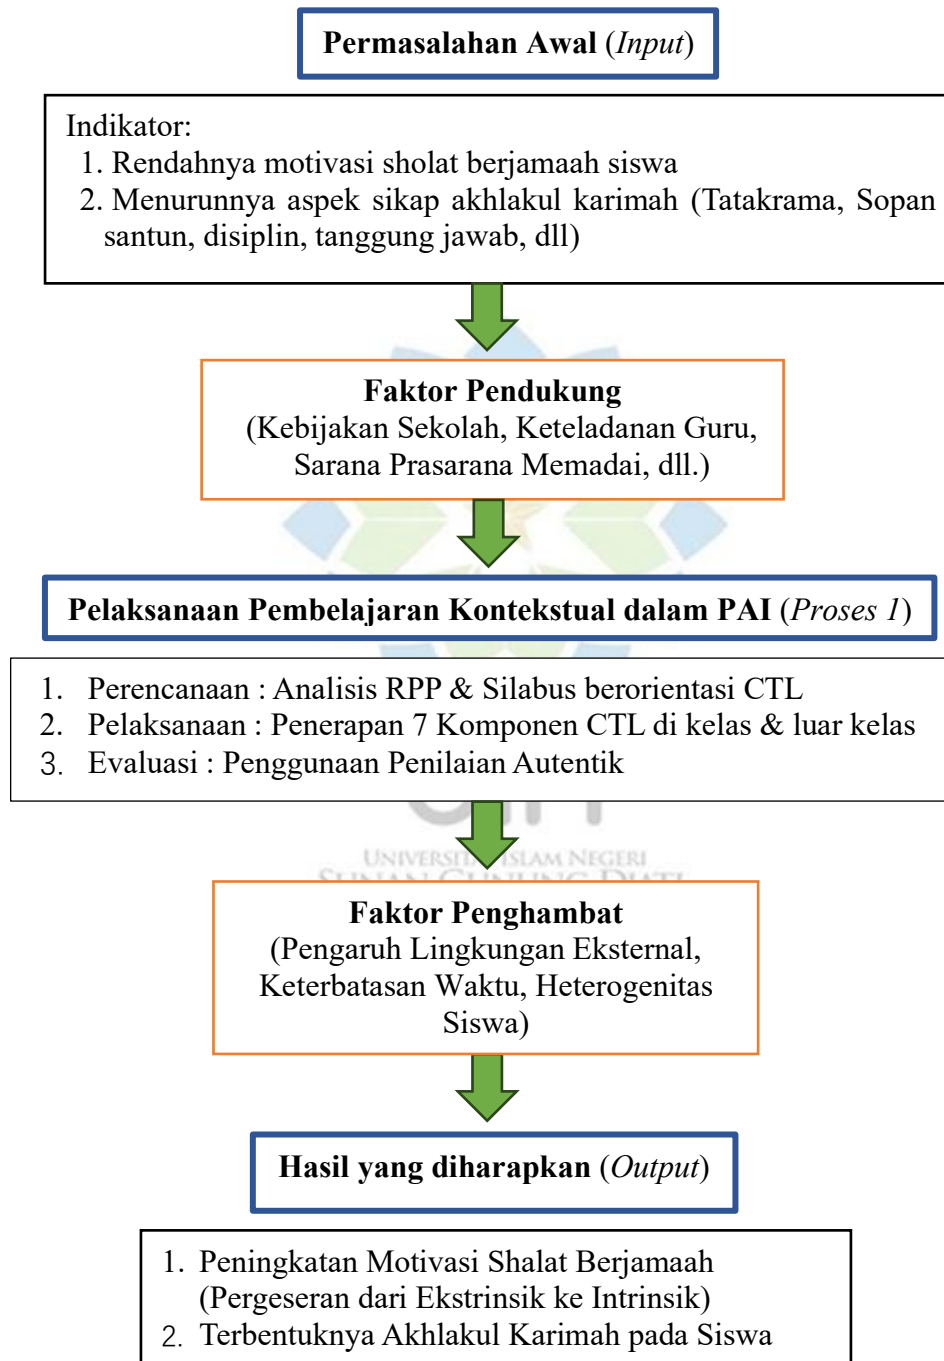 Permasalahan Awal (Input)
Indikator:
1. Rendahnya motivasi sholat berjamaah siswa
2. Menurunnya aspek sikap akhlakul karimah (Tatakrama, Sopan
santun, disiplin, tanggung jawab, dll)
Faktor Pendukung
(Kebijakan Sekolah, Keteladanan Guru,
Sarana Prasarana Memadai, dll.)
Pelaksanaan Pembelajaran Kontekstual dalam PAI (Proses 1)
1. Perencanaan : Analisis RPP & Silabus berorientasi CTL
2. Pelaksanaan : Penerapan 7 Komponen CTL di kelas & luar kelas
3. Evaluasi : Penggunaan Penilaian Autentik
UNIVERSITAS ISLAM NEGERI
SUNAN GUNUNG DJATI
Faktor Penghambat
(Pengaruh Lingkungan Eksternal,
Keterbatasan Waktu, Heterogenitas
Siswa)
Hasil yang diharapkan (Output)
1. Peningkatan Motivasi Shalat Berjamaah
(Pergeseran dari Ekstrinsik ke Intrinsik)
2. Terbentuknya Akhlakul Karimah pada Siswa